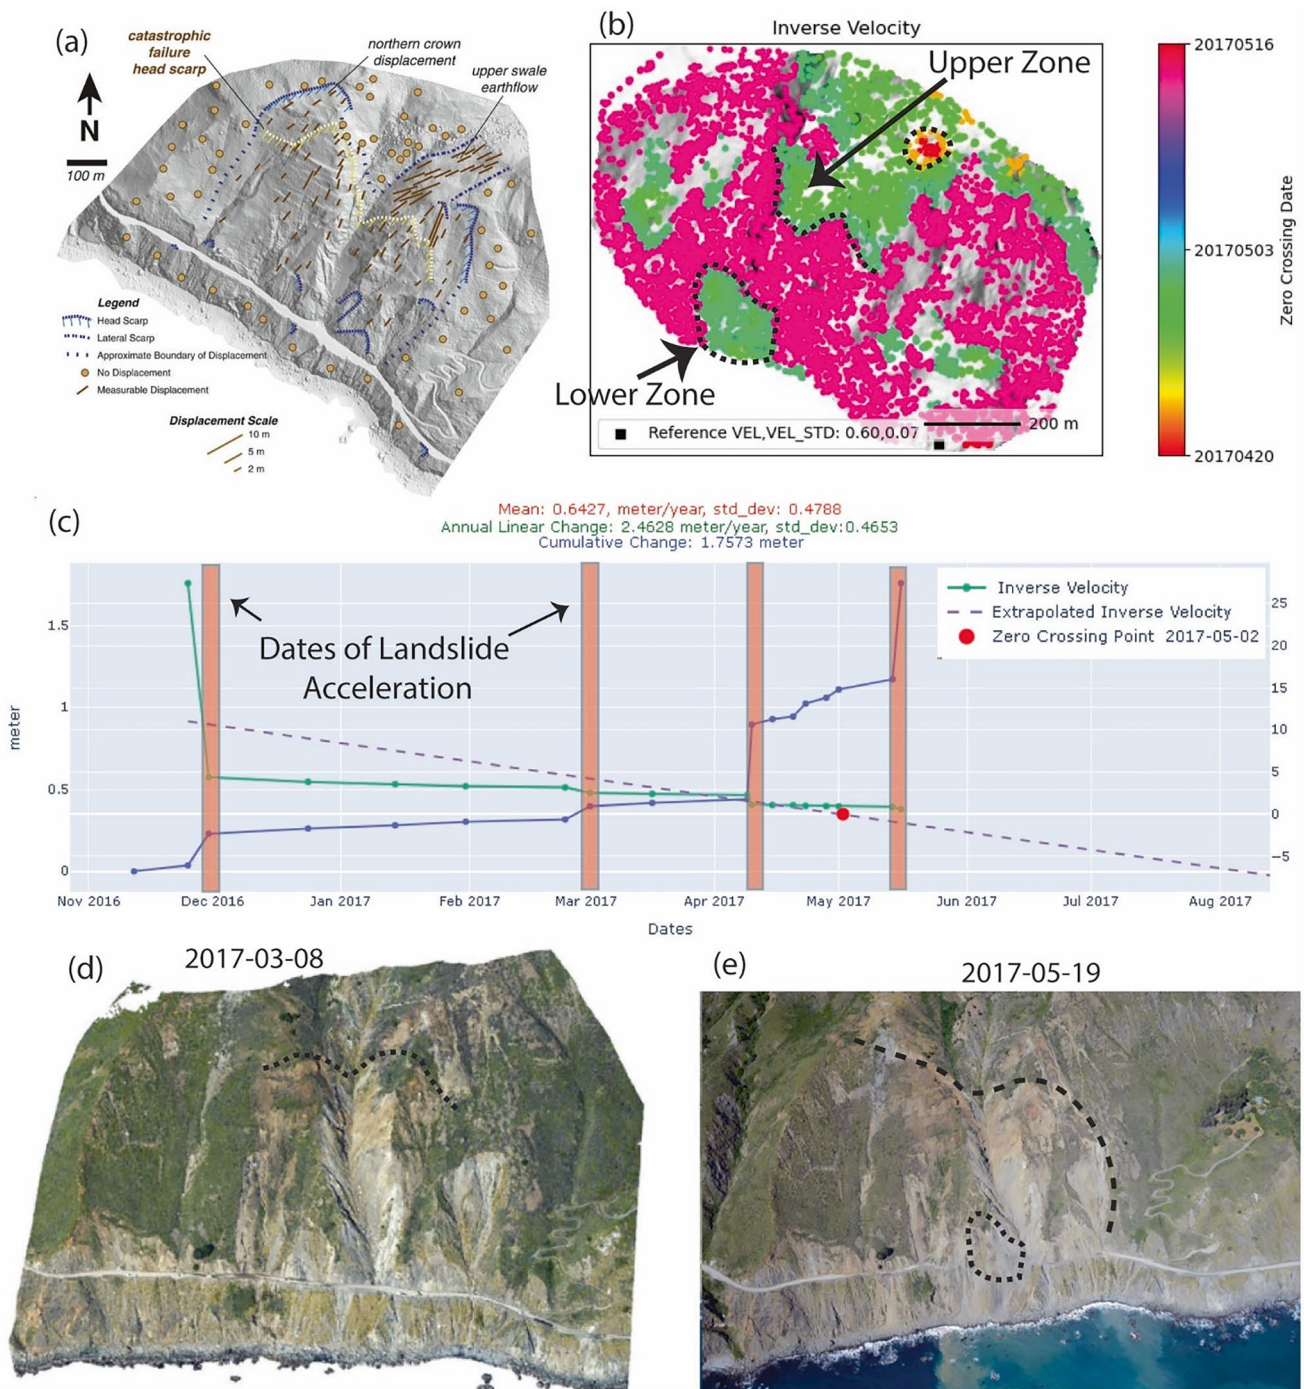 (a)
catastrophic
failure
head scarp
northern crown
displacement
upper swale
earthflow
N
100 m
Legend
Head Scarp
Lateral Scarp
Approximate Boundary of Displacement
No Displacement
Measurable Displacement
Displacement Scale
10 m
5 m
2 m
(b)
Inverse Velocity
Upper Zone
Lower Zone
Reference VEL,VEL_STD: 0.60,0.07
200 m
20170516
20170503
20170420
Zero Crossing Date
(c)
Mean: 0.6427, meter/year, std_dev: 0.4788
Annual Linear Change: 2.4628 meter/year, std_dev:0.4653
Cumulative Change: 1.7573 meter
Dates of Landslide
Acceleration
Inverse Velocity
Extrapolated Inverse Velocity
Zero Crossing Point 2017-05-02
meter
1.5
1
0.5
0
25
20
15
10
5
0
−5
Nov 2016 Dec 2016 Jan 2017 Feb 2017 Mar 2017 Apr 2017 May 2017 Jun 2017 Jul 2017 Aug 2017
Dates
(d)
2017-03-08
(e)
2017-05-19